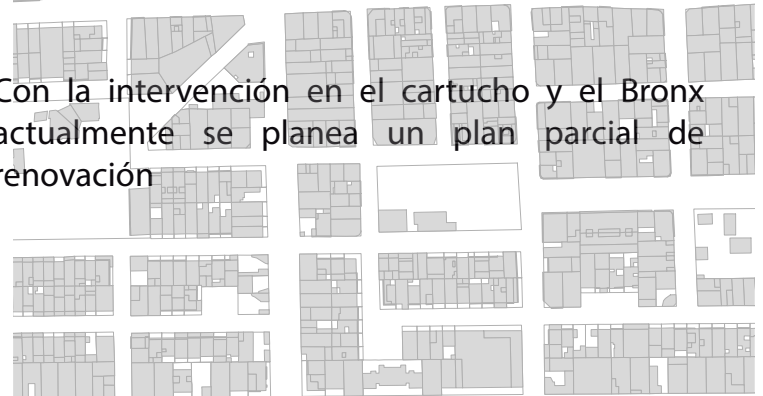 Con la intervención en el cartucho y el Bronx
actualmente se planea un plan parcial de
renovación